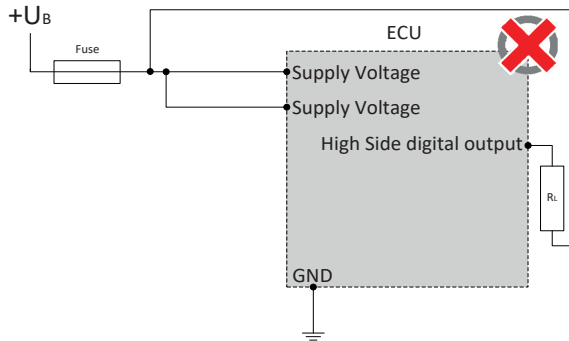 +UB
Fuse
ECU
Supply Voltage
Supply Voltage
High Side digital output
RL
GND